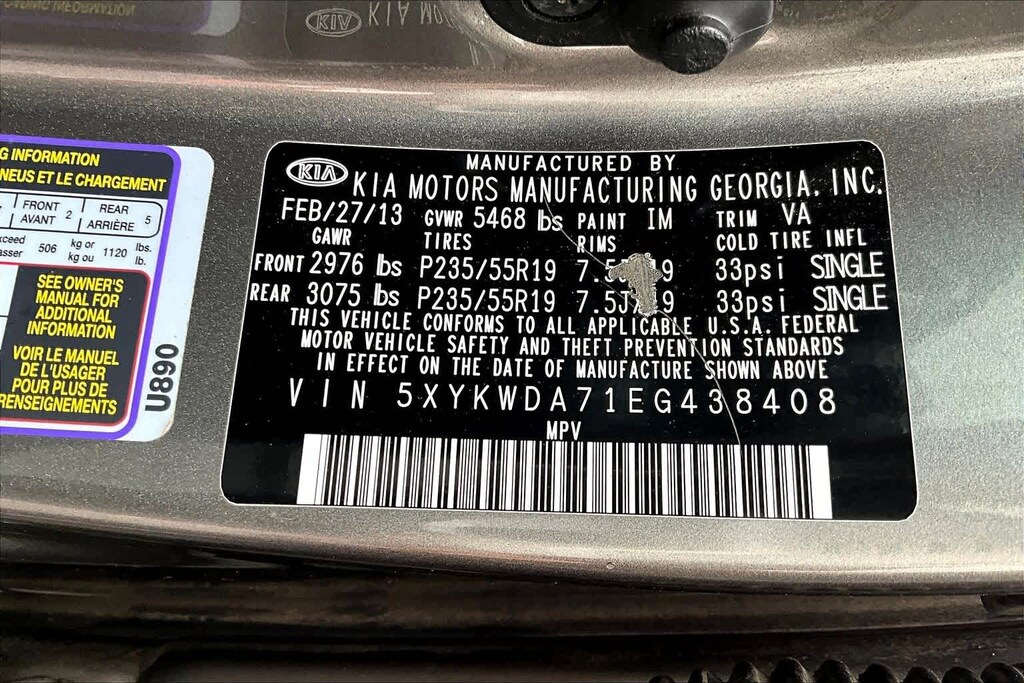 KIA
G INFORMATION
NEUS ET LE CHARGEMENT
FRONT 2 REAR 5
AVANT ARRIÈRE
xceed 506 kg or 1120 lbs.
asser kg ou lb.
SEE OWNER'S
MANUAL FOR
ADDITIONAL
INFORMATION
VOIR LE MANUEL
DE L'USAGER
POUR PLUS DE
RENSEIGNEMENTS
U890
MANUFACTURED BY
KIA KIA MOTORS MANUFACTURING GEORGIA, INC.
FEB/27/13 GVWR 5468 lbs PAINT IM TRIM VA
GAWR TIRES RIMS COLD TIRE INFL
FRONT 2976 lbs P235/55R19 33psi SINGLE
REAR 3075 lbs P235/55R19 7.5JX19 33psi SINGLE
THIS VEHICLE CONFORMS TO ALL APPLICABLE U.S.A. FEDERAL
MOTOR VEHICLE SAFETY AND THEFT PREVENTION STANDARDS
IN EFFECT ON THE DATE OF MANUFACTURE SHOWN ABOVE
VIN 5XYKWDA71EG438408
MPV